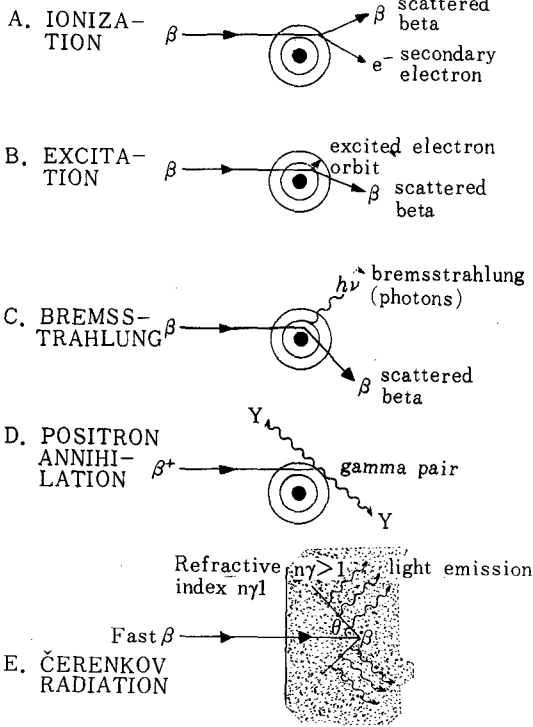 A. IONIZA-
TION
β
β scattered
beta
e⁻ secondary
electron
B. EXCITA-
TION
β
excited electron
orbit
β scattered
beta
C. BREMSS-
TRAHLUNG
β
hν bremsstrahlung
(photons)
β scattered
beta
D. POSITRON
ANNIHI-
LATION
β⁺
Y
gamma pair
Y
Refractive nγ>1 light emission
index nγ1
Fast β
θ
β
E. ČERENKOV
RADIATION